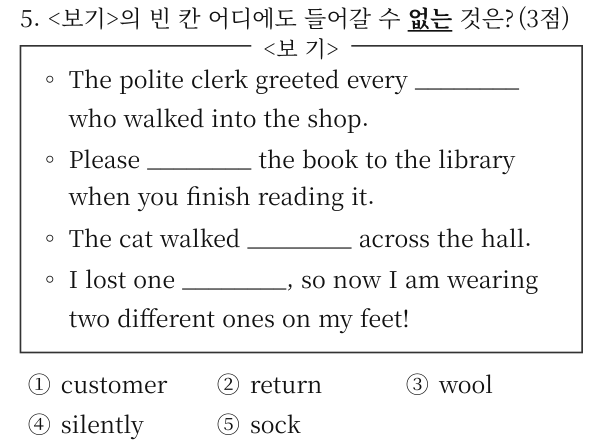 5. <보기>의 빈 칸 어디에도 들어갈 수 없는 것은? (3점)
<보 기>
◦ The polite clerk greeted every ________
who walked into the shop.
◦ Please ________ the book to the library
when you finish reading it.
◦ The cat walked ________ across the hall.
◦ I lost one ________, so now I am wearing
two different ones on my feet!
① customer ② return ③ wool
④ silently ⑤ sock